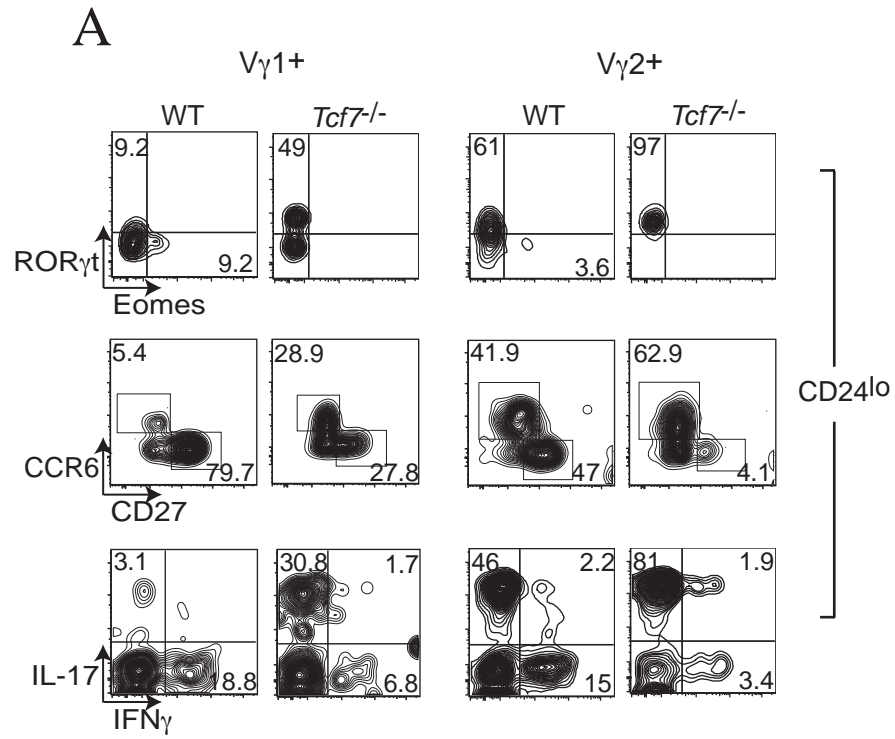 A
Vγ1+ Vγ2+
WT Tcf7-/- WT Tcf7-/-
9.2 49 61 97
RORγt
9.2 3.6
Eomes
5.4 28.9 41.9 62.9
CD24lo
CCR6
79.7 27.8 47 4.1
CD27
3.1 30.8 1.7 46 2.2 81 1.9
IL-17
18.8 6.8 15 3.4
IFNγ